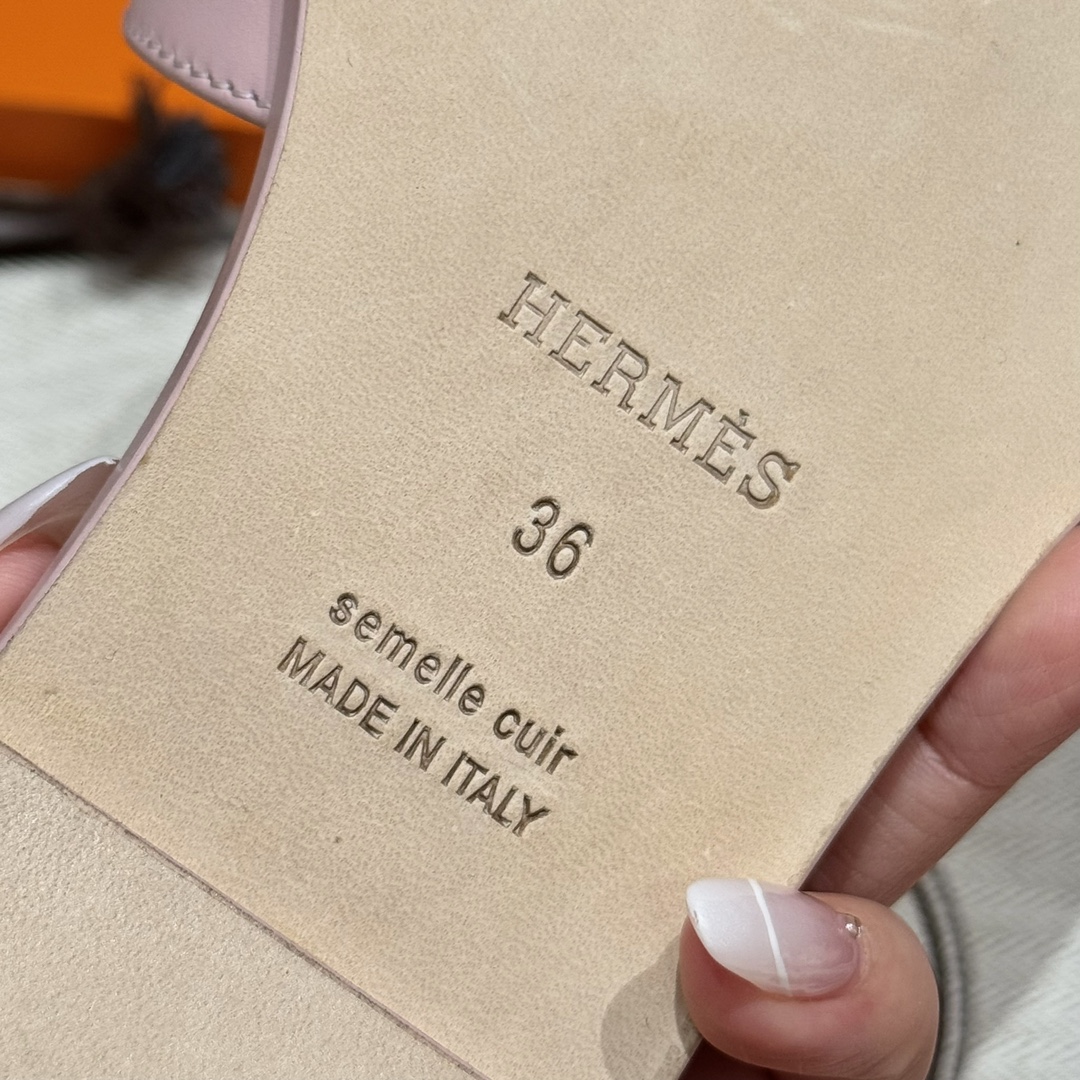 HERMÈS
36
semelle cuir
MADE IN ITALY